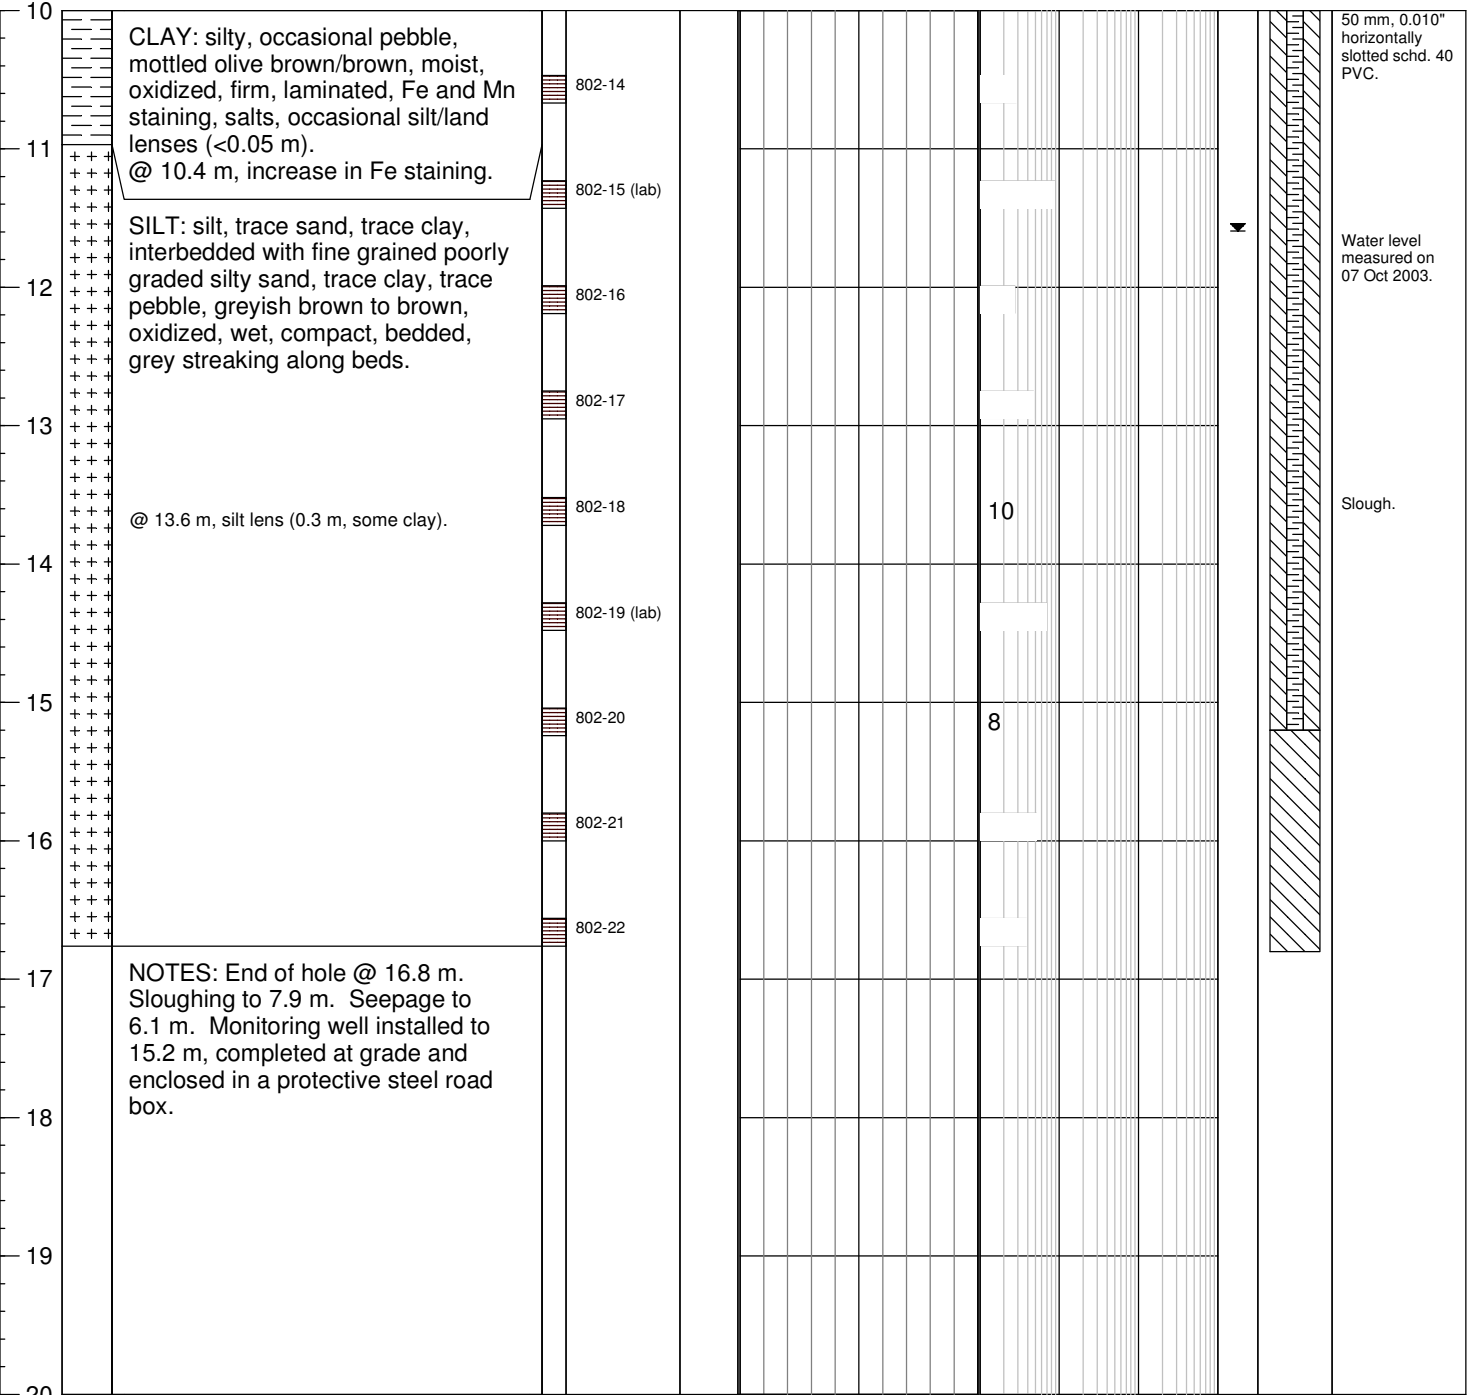 10
CLAY: silty, occasional pebble,
mottled olive brown/brown, moist,
oxidized, firm, laminated, Fe and Mn
staining, salts, occasional silt/land
lenses (<0.05 m).
@ 10.4 m, increase in Fe staining.
802-14
50 mm, 0.010"
horizontally
slotted schd. 40
PVC.
11
802-15 (lab)
SILT: silt, trace sand, trace clay,
interbedded with fine grained poorly
graded silty sand, trace clay, trace
pebble, greyish brown to brown,
oxidized, wet, compact, bedded,
grey streaking along beds.
Water level
measured on
07 Oct 2003.
12
802-16
802-17
13
802-18
10
Slough.
@ 13.6 m, silt lens (0.3 m, some clay).
14
802-19 (lab)
15
802-20
8
802-21
16
802-22
NOTES: End of hole @ 16.8 m.
Sloughing to 7.9 m. Seepage to
6.1 m. Monitoring well installed to
15.2 m, completed at grade and
enclosed in a protective steel road
box.
17
18
19
20